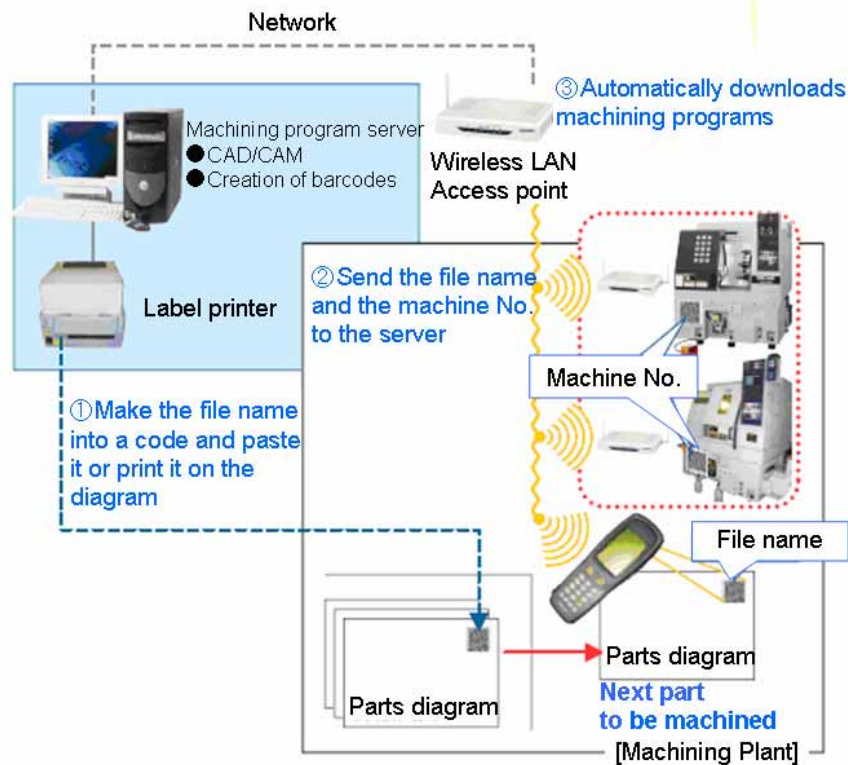 Network
③Automatically downloads
machining programs
Machining program server
●CAD/CAM
●Creation of barcodes
Wireless LAN
Access point
Label printer
②Send the file name
and the machine No.
to the server
Machine No.
①Make the file name
into a code and paste
it or print it on the
diagram
File name
Parts diagram
Parts diagram
Next part
to be machined
[Machining Plant]